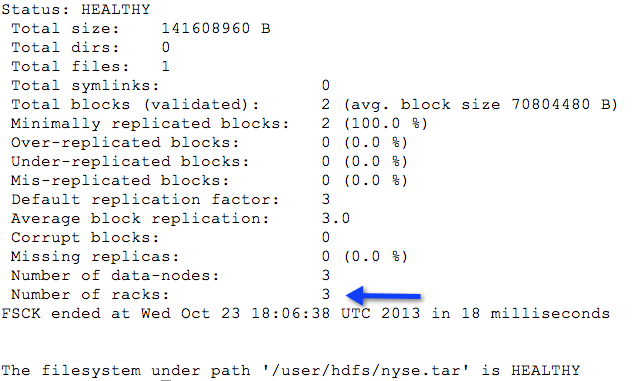 Status: HEALTHY
Total size: 141608960 B
Total dirs: 0
Total files: 1
Total symlinks: 0
Total blocks (validated): 2 (avg. block size 70804480 B)
Minimally replicated blocks: 2 (100.0 %)
Over-replicated blocks: 0 (0.0 %)
Under-replicated blocks: 0 (0.0 %)
Mis-replicated blocks: 0 (0.0 %)
Default replication factor: 3
Average block replication: 3.0
Corrupt blocks: 0
Missing replicas: 0 (0.0 %)
Number of data-nodes: 3
Number of racks: 3
FSCK ended at Wed Oct 23 18:06:38 UTC 2013 in 18 milliseconds
The filesystem under path '/user/hdfs/nyse.tar' is HEALTHY